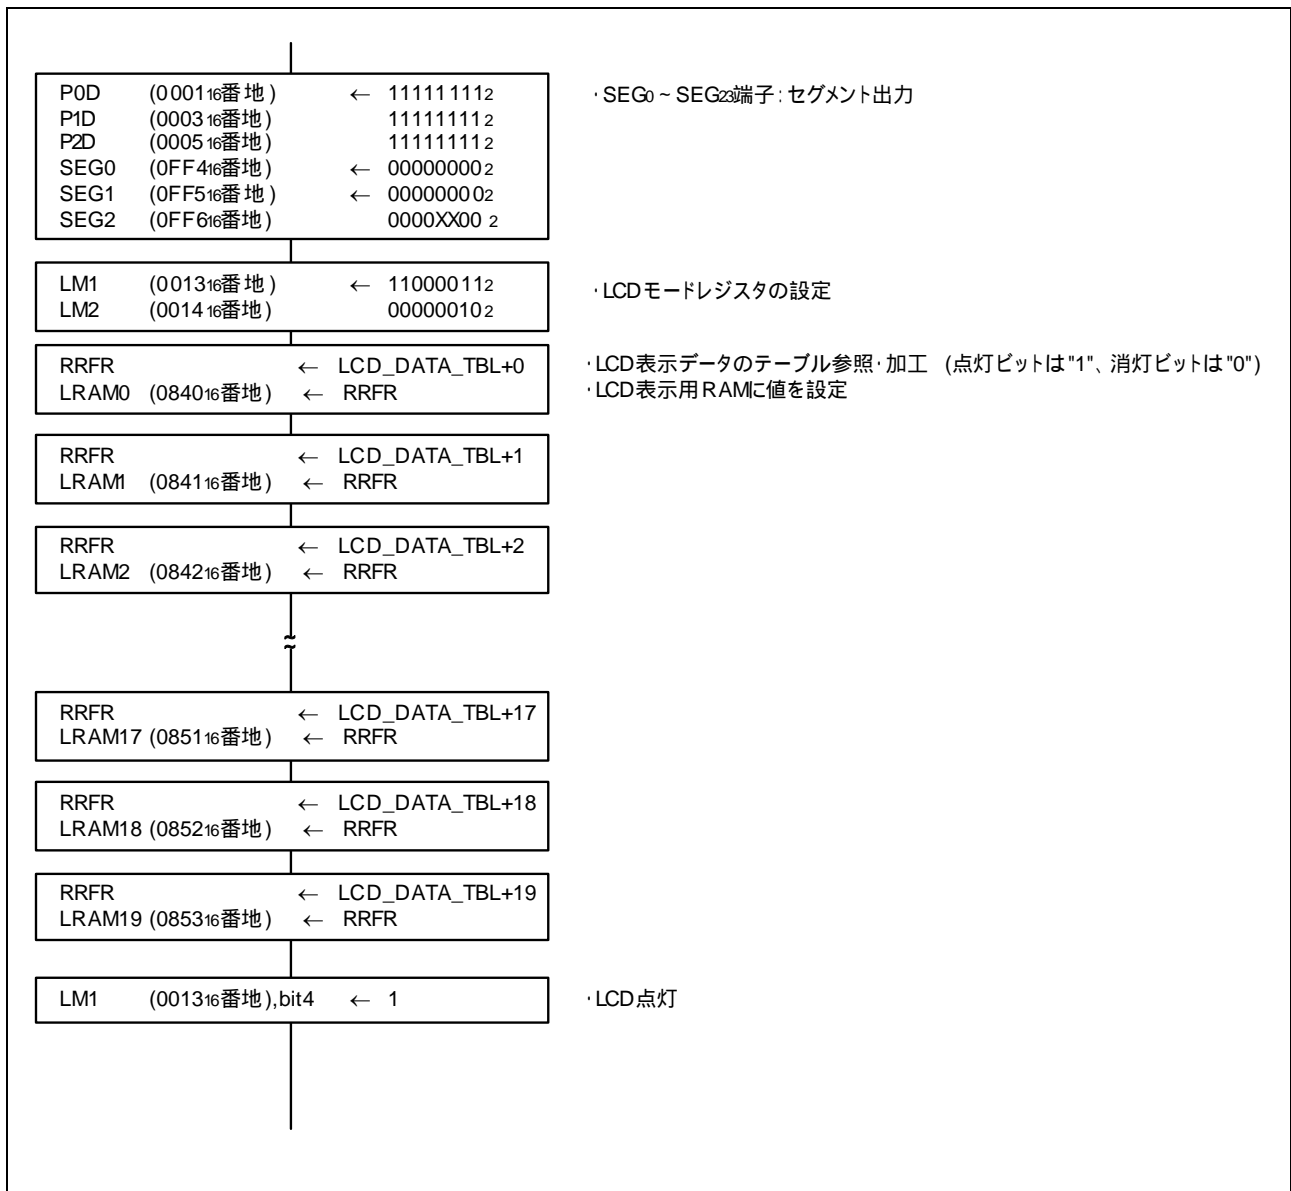 P0D (0001₁₆番地) ← 11111111₂ ・SEG₀~SEG₂₃端子:セグメント出力
P1D (0003₁₆番地) 11111111₂
P2D (0005₁₆番地) 11111111₂
SEG0 (0FF4₁₆番地) ← 00000000₂
SEG1 (0FF5₁₆番地) ← 00000000₂
SEG2 (0FF6₁₆番地) 0000XX00₂
LM1 (0013₁₆番地) ← 11000011₂ ・LCDモードレジスタの設定
LM2 (0014₁₆番地) 00000010₂
RRFR ← LCD_DATA_TBL+0 ・LCD表示データのテーブル参照・加工 (点灯ビットは"1"、消灯ビットは"0")
LRAM0 (0840₁₆番地) ← RRFR ・LCD表示用RAMに値を設定
RRFR ← LCD_DATA_TBL+1
LRAM1 (0841₁₆番地) ← RRFR
RRFR ← LCD_DATA_TBL+2
LRAM2 (0842₁₆番地) ← RRFR
RRFR ← LCD_DATA_TBL+17
LRAM17 (0851₁₆番地) ← RRFR
RRFR ← LCD_DATA_TBL+18
LRAM18 (0852₁₆番地) ← RRFR
RRFR ← LCD_DATA_TBL+19
LRAM19 (0853₁₆番地) ← RRFR
LM1 (0013₁₆番地),bit4 ← 1 ・LCD点灯